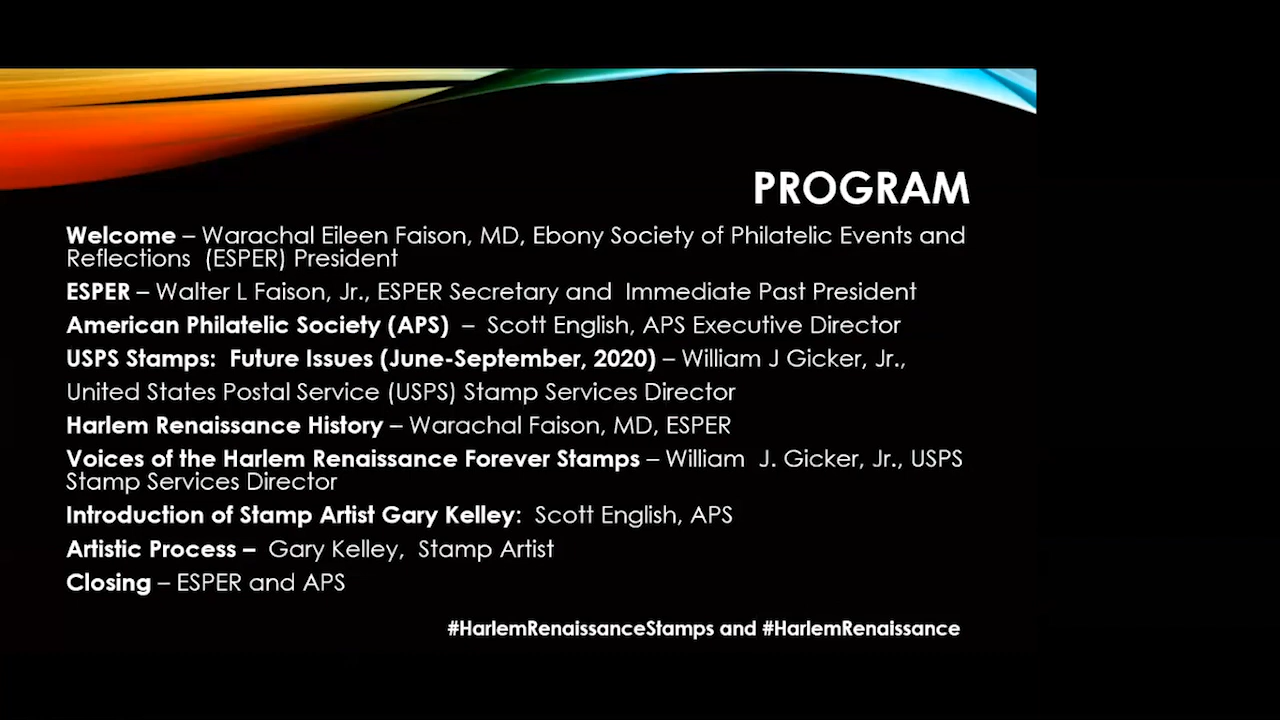 PROGRAM
Welcome – Warachal Eileen Faison, MD, Ebony Society of Philatelic Events and
Reflections (ESPER) President
ESPER – Walter L Faison, Jr., ESPER Secretary and Immediate Past President
American Philatelic Society (APS) – Scott English, APS Executive Director
USPS Stamps: Future Issues (June-September, 2020) – William J Gicker, Jr.,
United States Postal Service (USPS) Stamp Services Director
Harlem Renaissance History – Warachal Faison, MD, ESPER
Voices of the Harlem Renaissance Forever Stamps – William J. Gicker, Jr., USPS
Stamp Services Director
Introduction of Stamp Artist Gary Kelley: Scott English, APS
Artistic Process – Gary Kelley, Stamp Artist
Closing – ESPER and APS
#HarlemRenaissanceStamps and #HarlemRenaissance